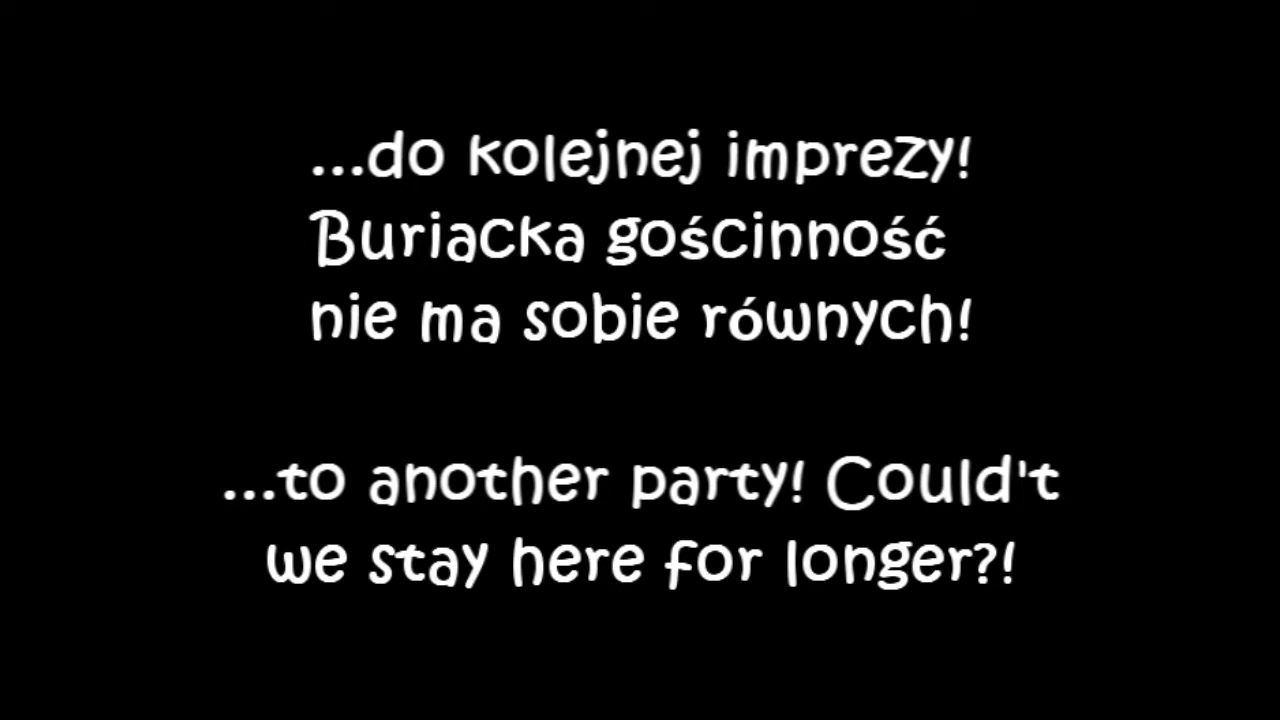 ...do kolejnej imprezy!
Buriacka gościnność
nie ma sobie równych!
...to another party! Could't
we stay here for longer?!